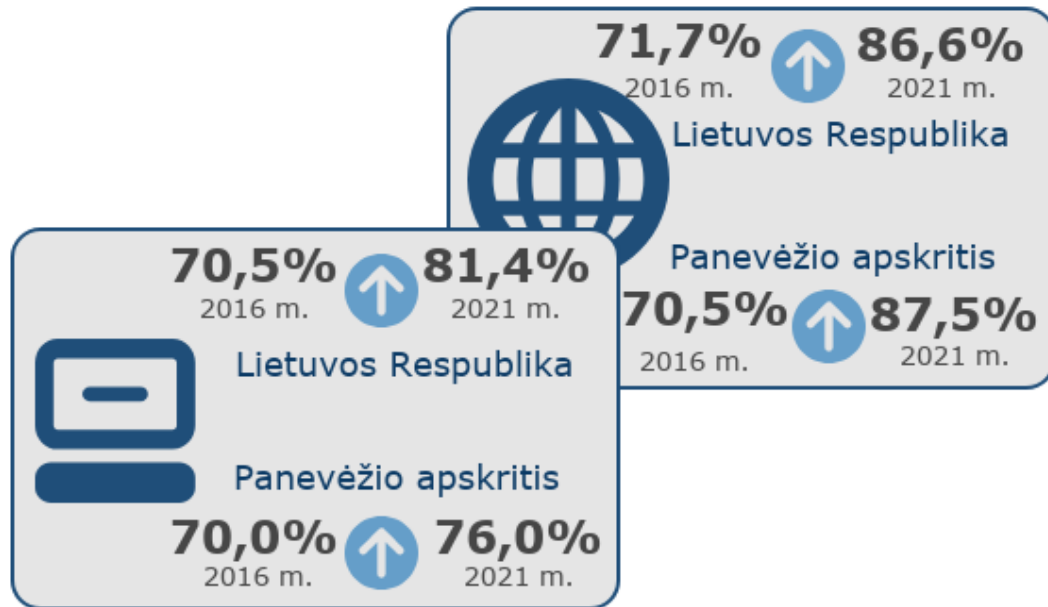 71,7% 86,6%
2016 m. 2021 m.
Lietuvos Respublika
Panevėžio apskritis
70,5% 87,5%
2016 m. 2021 m.
70,5% 81,4%
2016 m. 2021 m.
Lietuvos Respublika
Panevėžio apskritis
70,0% 76,0%
2016 m. 2021 m.